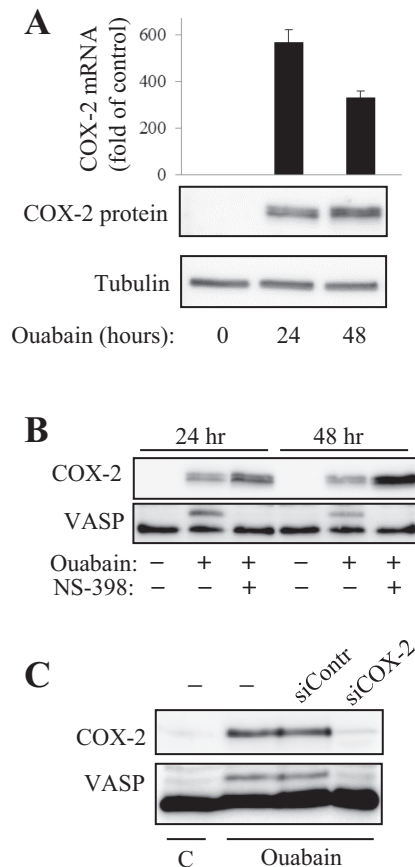 A
COX-2 mRNA
(fold of control)
600
400
200
0
COX-2 protein
Tubulin
Ouabain (hours): 0 24 48
B
24 hr 48 hr
COX-2
VASP
Ouabain: – + + – + +
NS-398: – – + – – +
C
– – siContr siCOX-2
COX-2
VASP
C Ouabain